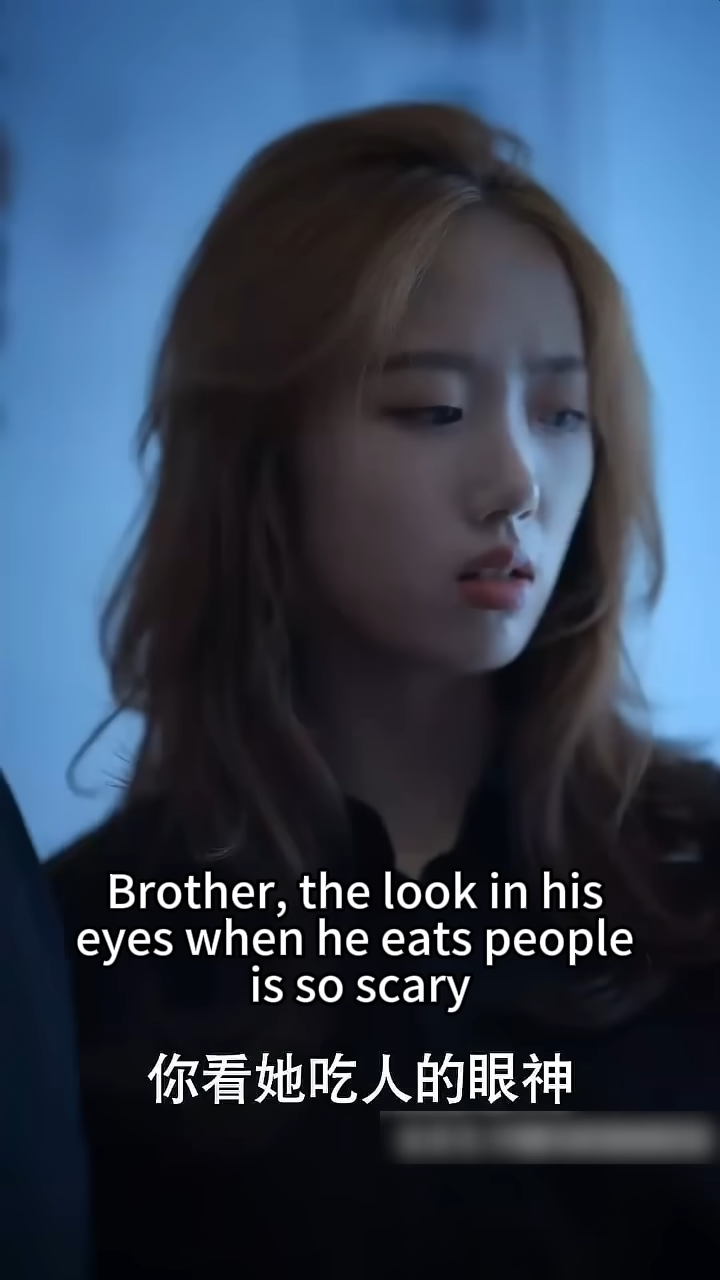 Brother, the look in his
eyes when he eats people
is so scary
你看她吃人的眼神